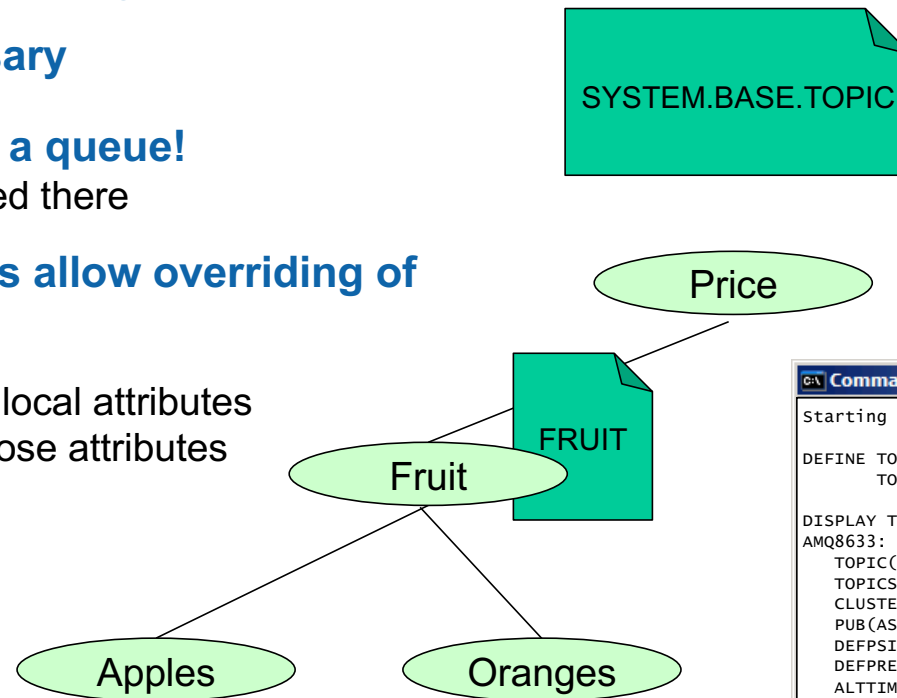 sary
a queue!
ed there
s allow overriding of
local attributes
ose attributes
SYSTEM.BASE.TOPIC
Price
FRUIT
Fruit
Apples
Oranges
Comma
Starting
DEFINE TO
TO
DISPLAY T
AMQ8633:
TOPIC(
TOPICS
CLUSTE
PUB(AS
DEFPSI
DEFPRE
ALTTIM